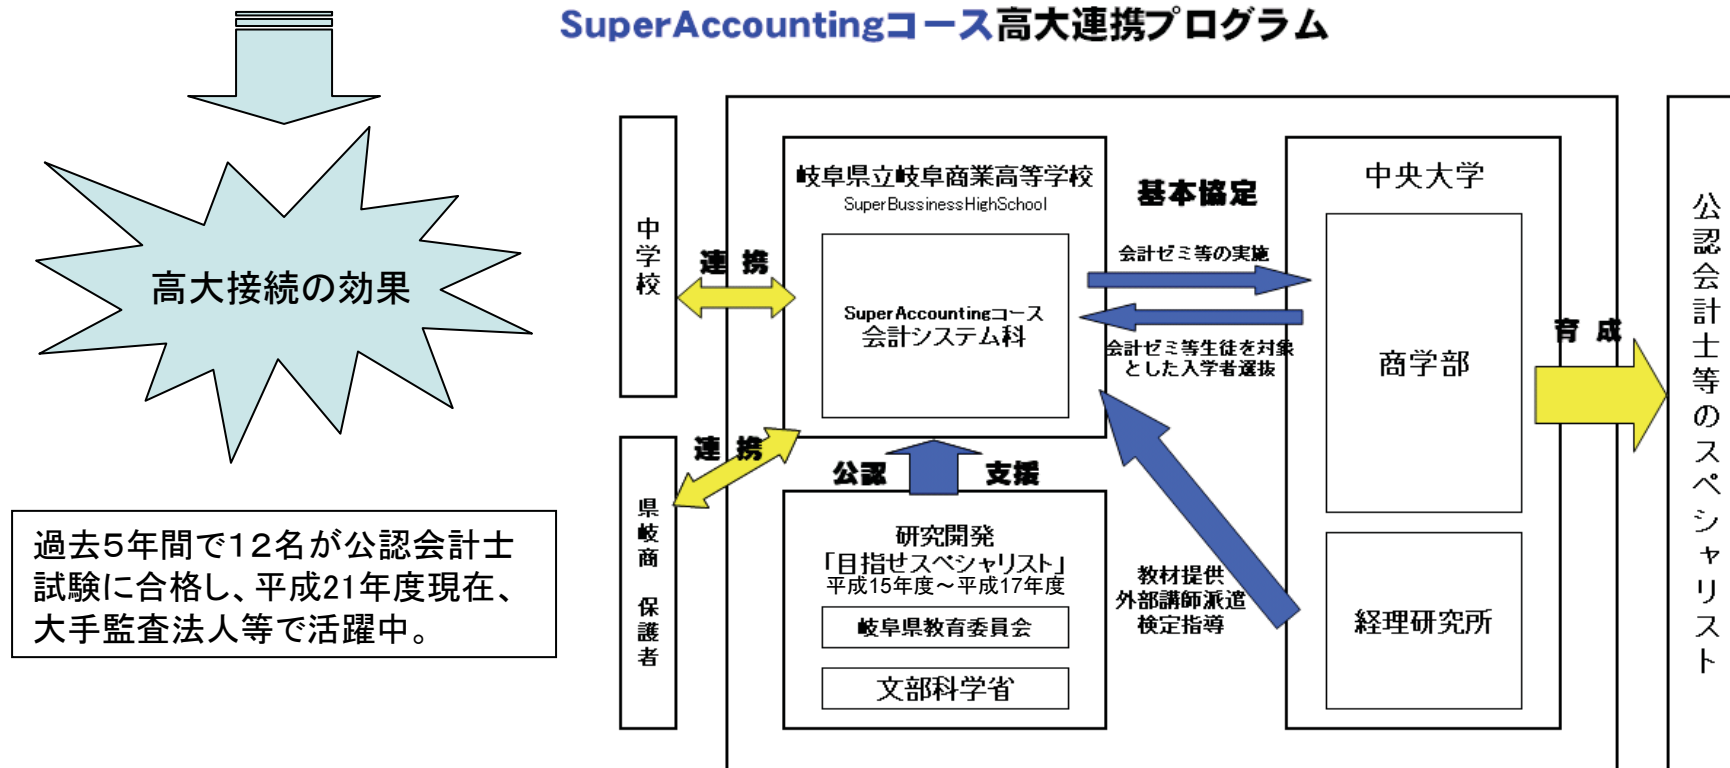 SuperAccountingコース高大連携プログラム
高大接続の効果
過去5年間で12名が公認会計士
試験に合格し、平成21年度現在、
大手監査法人等で活躍中。
中学校
連携
県岐商 保護者
連携
岐阜県立岐阜商業高等学校
SuperBussinessHighSchool
SuperAccountingコース
会計システム科
公認 支援
研究開発
「目指せスペシャリスト」
平成15年度～平成17年度
岐阜県教育委員会
文部科学省
基本協定
会計ゼミ等の実施
会計ゼミ等生徒を対象
とした入学者選抜
教材提供
外部講師派遣
検定指導
中央大学
商学部
経理研究所
育成
公認会計士等のスペシャリスト